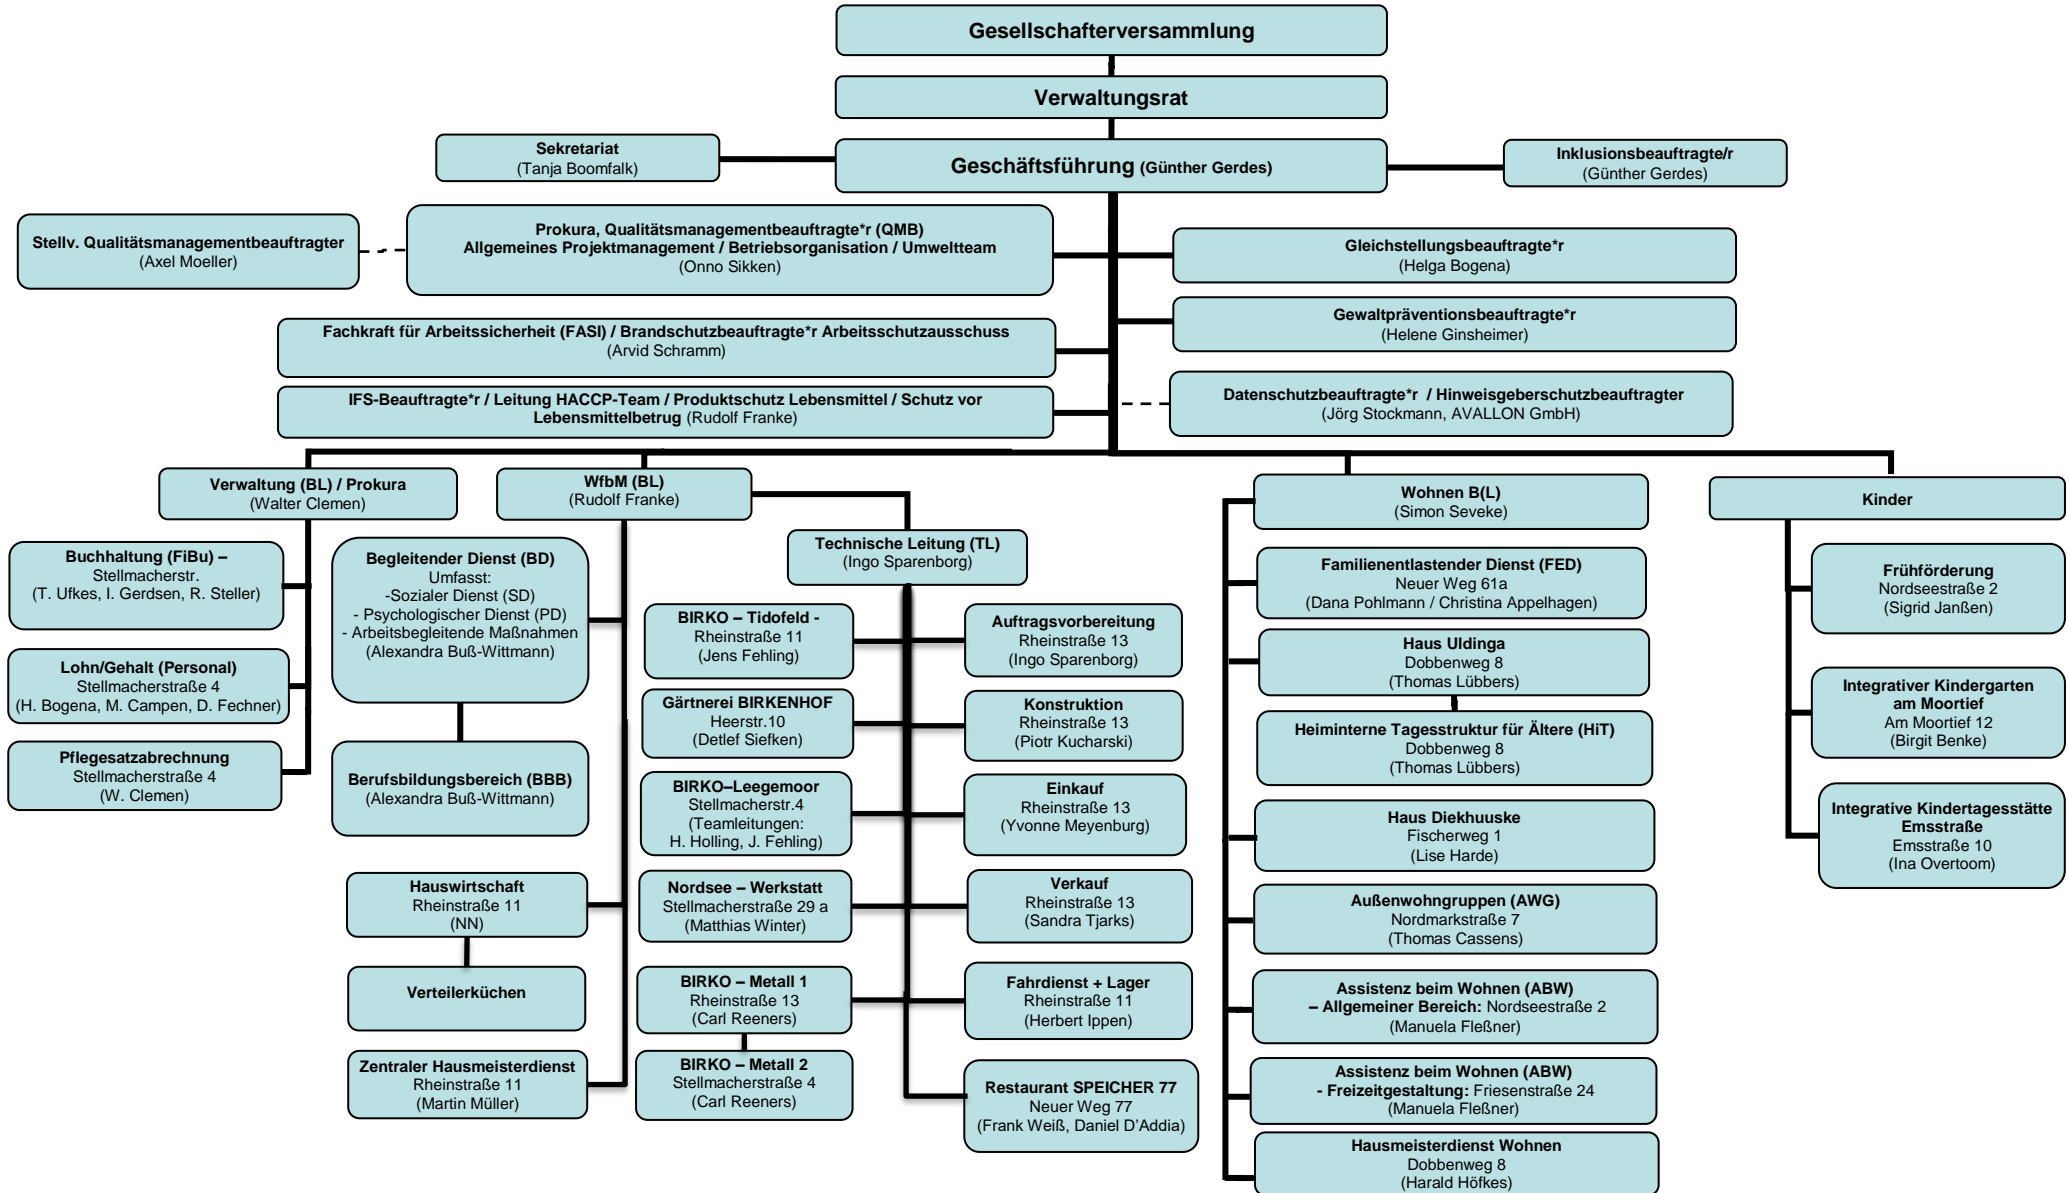 Gesellschafterversammlung
Verwaltungsrat
Sekretariat
(Tanja Boomfalk)
Geschäftsführung (Günther Gerdes)
Inklusionsbeauftragte/r
(Günther Gerdes)
Stellv. Qualitätsmanagementbeauftragter
(Axel Moeller)
Prokura, Qualitätsmanagementbeauftragte*r (QMB)
Allgemeines Projektmanagement / Betriebsorganisation / Umweltteam
(Onno Sikken)
Gleichstellungsbeauftragte*r
(Helga Bogena)
Gewaltpräventionsbeauftragte*r
(Helene Ginsheimer)
Fachkraft für Arbeitssicherheit (FASI) / Brandschutzbeauftragte*r Arbeitsschutzausschuss
(Arvid Schramm)
IFS-Beauftragte*r / Leitung HACCP-Team / Produktschutz Lebensmittel / Schutz vor
Lebensmittelbetrug (Rudolf Franke)
Datenschutzbeauftragte*r / Hinweisgeberschutzbeauftragter
(Jörg Stockmann, AVALLON GmbH)
Verwaltung (BL) / Prokura
(Walter Clemen)
Buchhaltung (FiBu) –
Stellmacherstr.
(T. Ufkes, I. Gerdsen, R. Steller)
Lohn/Gehalt (Personal)
Stellmacherstraße 4
(H. Bogena, M. Campen, D. Fechner)
Pflegesatzabrechnung
Stellmacherstraße 4
(W. Clemen)
WfbM (BL)
(Rudolf Franke)
Begleitender Dienst (BD)
Umfasst:
-Sozialer Dienst (SD)
- Psychologischer Dienst (PD)
- Arbeitsbegleitende Maßnahmen
(Alexandra Buß-Wittmann)
Berufsbildungsbereich (BBB)
(Alexandra Buß-Wittmann)
Hauswirtschaft
Rheinstraße 11
(NN)
Verteilerküchen
Zentraler Hausmeisterdienst
Rheinstraße 11
(Martin Müller)
Technische Leitung (TL)
(Ingo Sparenborg)
BIRKO – Tidofeld -
Rheinstraße 11
(Jens Fehling)
Gärtnerei BIRKENHOF
Heerstr.10
(Detlef Siefken)
BIRKO–Leegemoor
Stellmacherstr.4
(Teamleitungen:
H. Holling, J. Fehling)
Nordsee – Werkstatt
Stellmacherstraße 29 a
(Matthias Winter)
BIRKO – Metall 1
Rheinstraße 13
(Carl Reeners)
BIRKO – Metall 2
Stellmacherstraße 4
(Carl Reeners)
Auftragsvorbereitung
Rheinstraße 13
(Ingo Sparenborg)
Konstruktion
Rheinstraße 13
(Piotr Kucharski)
Einkauf
Rheinstraße 13
(Yvonne Meyenburg)
Verkauf
Rheinstraße 13
(Sandra Tjarks)
Fahrdienst + Lager
Rheinstraße 11
(Herbert Ippen)
Restaurant SPEICHER 77
Neuer Weg 77
(Frank Weiß, Daniel D’Addia)
Wohnen B(L)
(Simon Seveke)
Familienentlastender Dienst (FED)
Neuer Weg 61a
(Dana Pohlmann / Christina Appelhagen)
Haus Uldinga
Dobbenweg 8
(Thomas Lübbers)
Heiminterne Tagesstruktur für Ältere (HiT)
Dobbenweg 8
(Thomas Lübbers)
Haus Diekhuuske
Fischerweg 1
(Lise Harde)
Außenwohngruppen (AWG)
Nordmarkstraße 7
(Thomas Cassens)
Assistenz beim Wohnen (ABW)
– Allgemeiner Bereich: Nordseestraße 2
(Manuela Fleßner)
Assistenz beim Wohnen (ABW)
- Freizeitgestaltung: Friesenstraße 24
(Manuela Fleßner)
Hausmeisterdienst Wohnen
Dobbenweg 8
(Harald Höfkes)
Kinder
Frühförderung
Nordseestraße 2
(Sigrid Janßen)
Integrativer Kindergarten
am Moortief
Am Moortief 12
(Birgit Benke)
Integrative Kindertagesstätte
Emsstraße
Emsstraße 10
(Ina Overtoom)